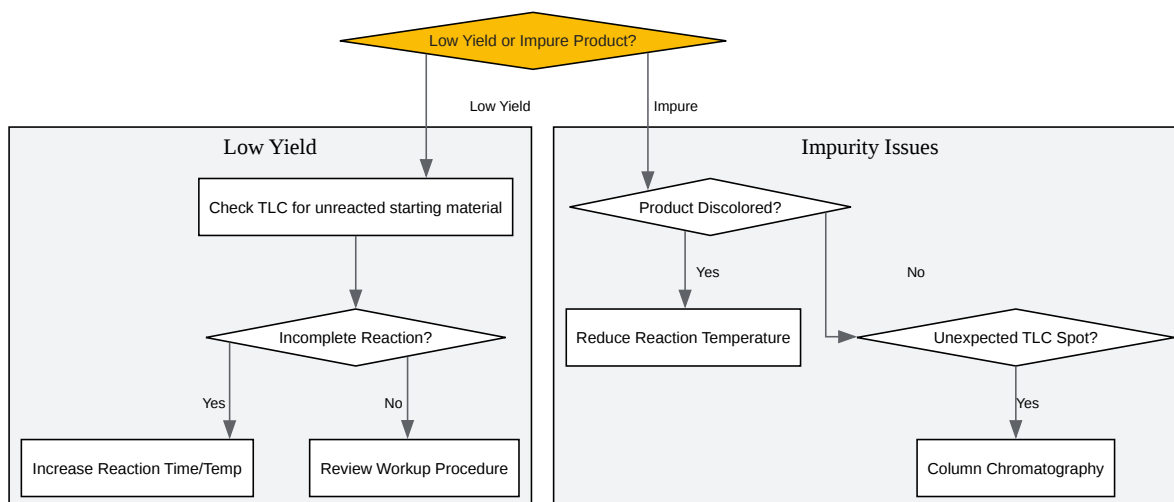 Low Yield or Impure Product?
Low Yield
Impure
Low Yield
Check TLC for unreacted starting material
Incomplete Reaction?
Yes
No
Increase Reaction Time/Temp
Review Workup Procedure
Impurity Issues
Product Discolored?
Yes
No
Reduce Reaction Temperature
Unexpected TLC Spot?
Yes
Column Chromatography